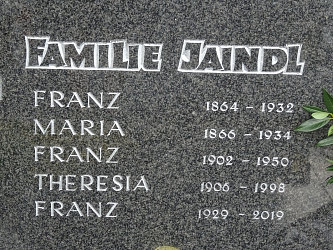 FAMILIE JAINDL
FRANZ 1864 - 1932
MARIA 1866 - 1934
FRANZ 1902 - 1950
THERESIA 1906 - 1998
FRANZ 1929 - 2019